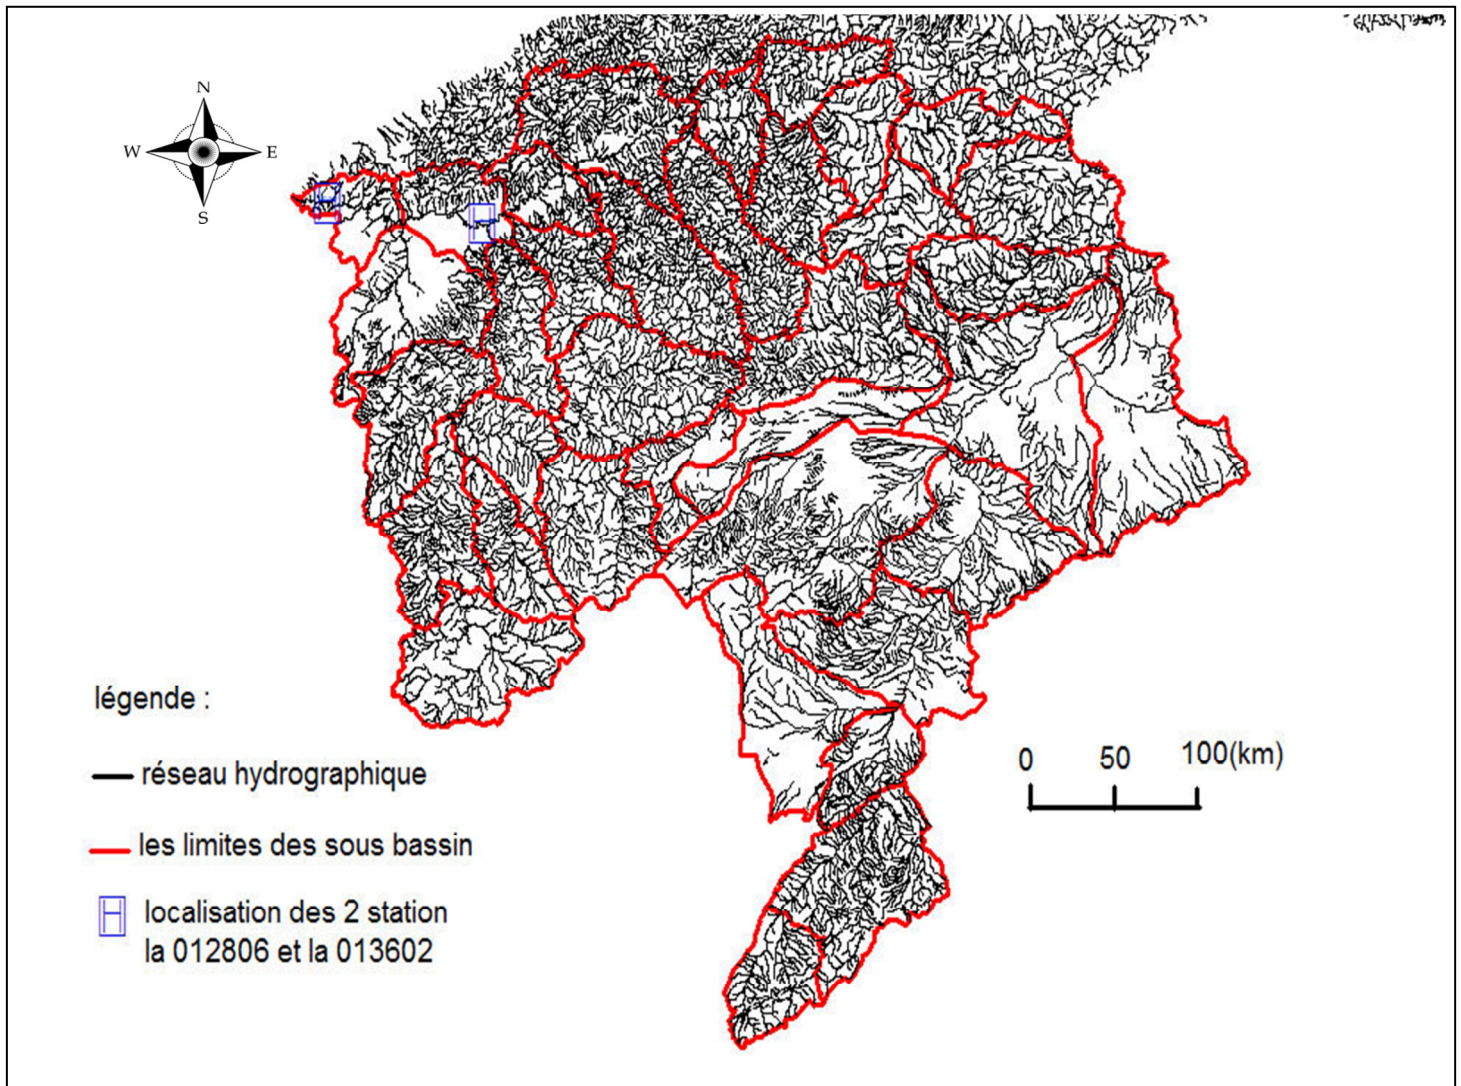 N
W E
S
légende :
réseau hydrographique
les limites des sous bassin
localisation des 2 station
la 012806 et la 013602
0 50 100(km)